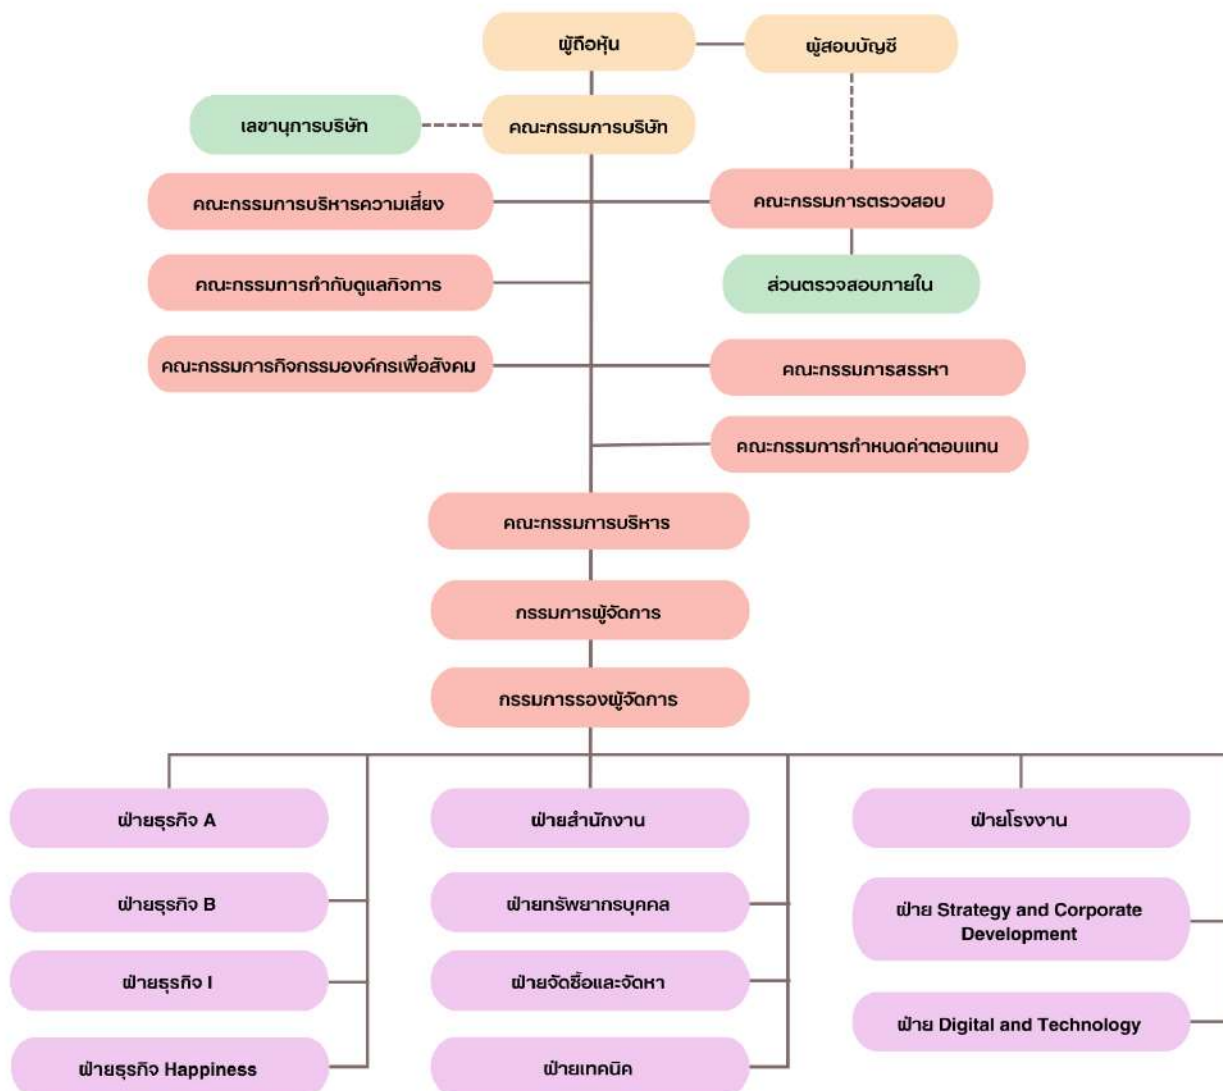 ผู้ถือหุ้น
ผู้สอบบัญชี
เลขานุการบริษัท
คณะกรรมการบริษัท
คณะกรรมการบริหารความเสี่ยง
คณะกรรมการตรวจสอบ
คณะกรรมการกำกับดูแลกิจการ
ส่วนตรวจสอบภายใน
คณะกรรมการกิจกรรมองค์กรเพื่อสังคม
คณะกรรมการสรรหา
คณะกรรมการกำหนดค่าตอบแทน
คณะกรรมการบริหาร
กรรมการผู้จัดการ
กรรมการรองผู้จัดการ
ฝ่ายธุรกิจ A
ฝ่ายสำนักงาน
ฝ่ายโรงงาน
ฝ่ายธุรกิจ B
ฝ่ายทรัพยากรบุคคล
ฝ่าย Strategy and Corporate
Development
ฝ่ายธุรกิจ I
ฝ่ายจัดซื้อและจัดหา
ฝ่าย Digital and Technology
ฝ่ายธุรกิจ Happiness
ฝ่ายเทคนิค